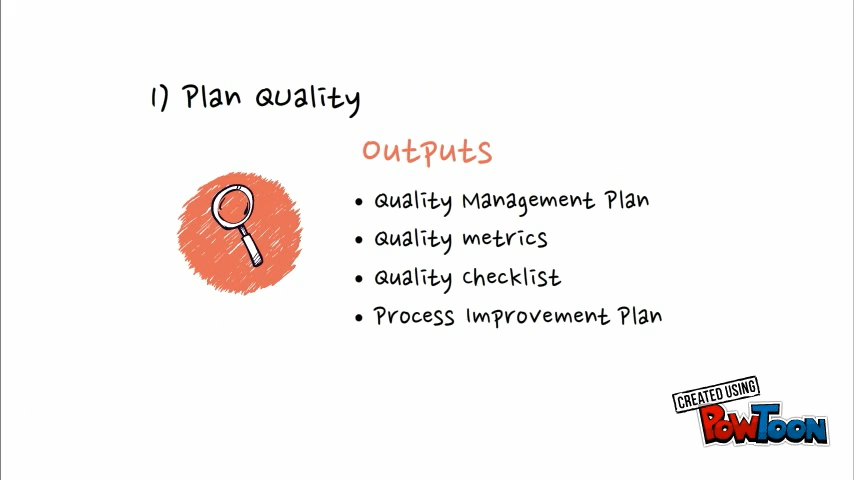 1) Plan Quality
Outputs
• Quality Management Plan
• Quality metrics
• Quality checklist
• Process Improvement Plan
CREATED USING
POWTOON